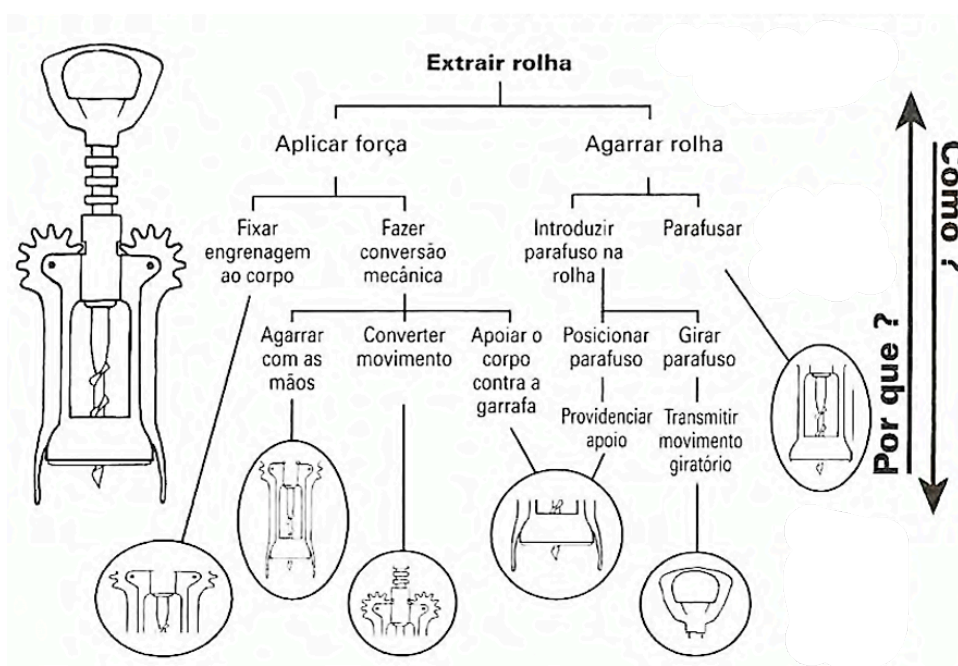 Extrair rolha
Aplicar força
Agarrar rolha
Fixar
engrenagem
ao corpo
Fazer
conversão
mecânica
Introduzir
parafuso na
rolha
Parafusar
Agarrar
com as
mãos
Converter
movimento
Apoiar o
corpo
contra a
garrafa
Posicionar
parafuso
Girar
parafuso
Providenciar
apoio
Transmitir
movimento
giratório
Por que ?
Como ?